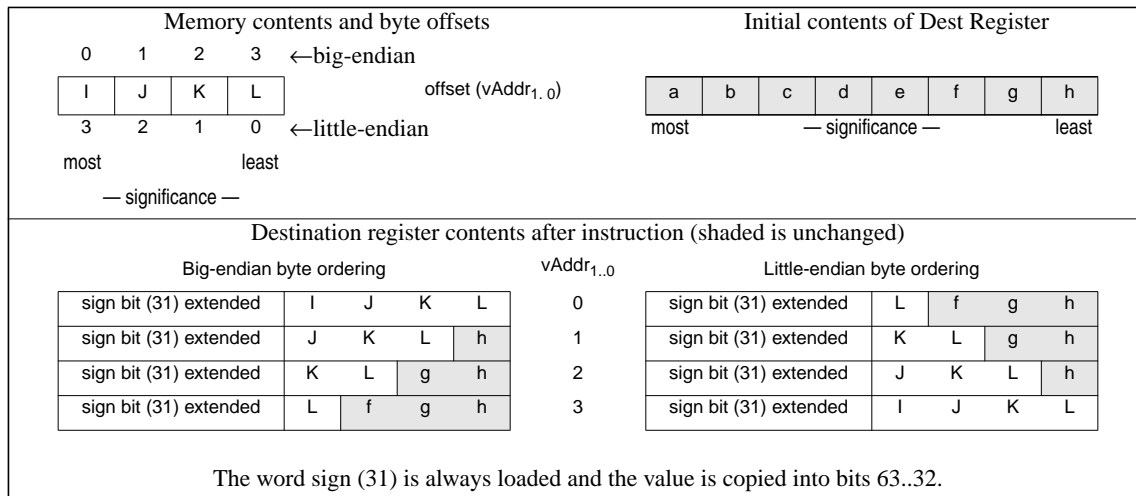 Memory contents and byte offsets
Initial contents of Dest Register
0 1 2 3 ←big-endian
I J K L
offset (vAddr1. 0)
a b c d e f g h
3 2 1 0 ←little-endian
most — significance — least
most least
— significance —
Destination register contents after instruction (shaded is unchanged)
Big-endian byte ordering vAddr1..0 Little-endian byte ordering
sign bit (31) extended I J K L 0 sign bit (31) extended L f g h
sign bit (31) extended J K L h 1 sign bit (31) extended K L g h
sign bit (31) extended K L g h 2 sign bit (31) extended J K L h
sign bit (31) extended L f g h 3 sign bit (31) extended I J K L
The word sign (31) is always loaded and the value is copied into bits 63..32.